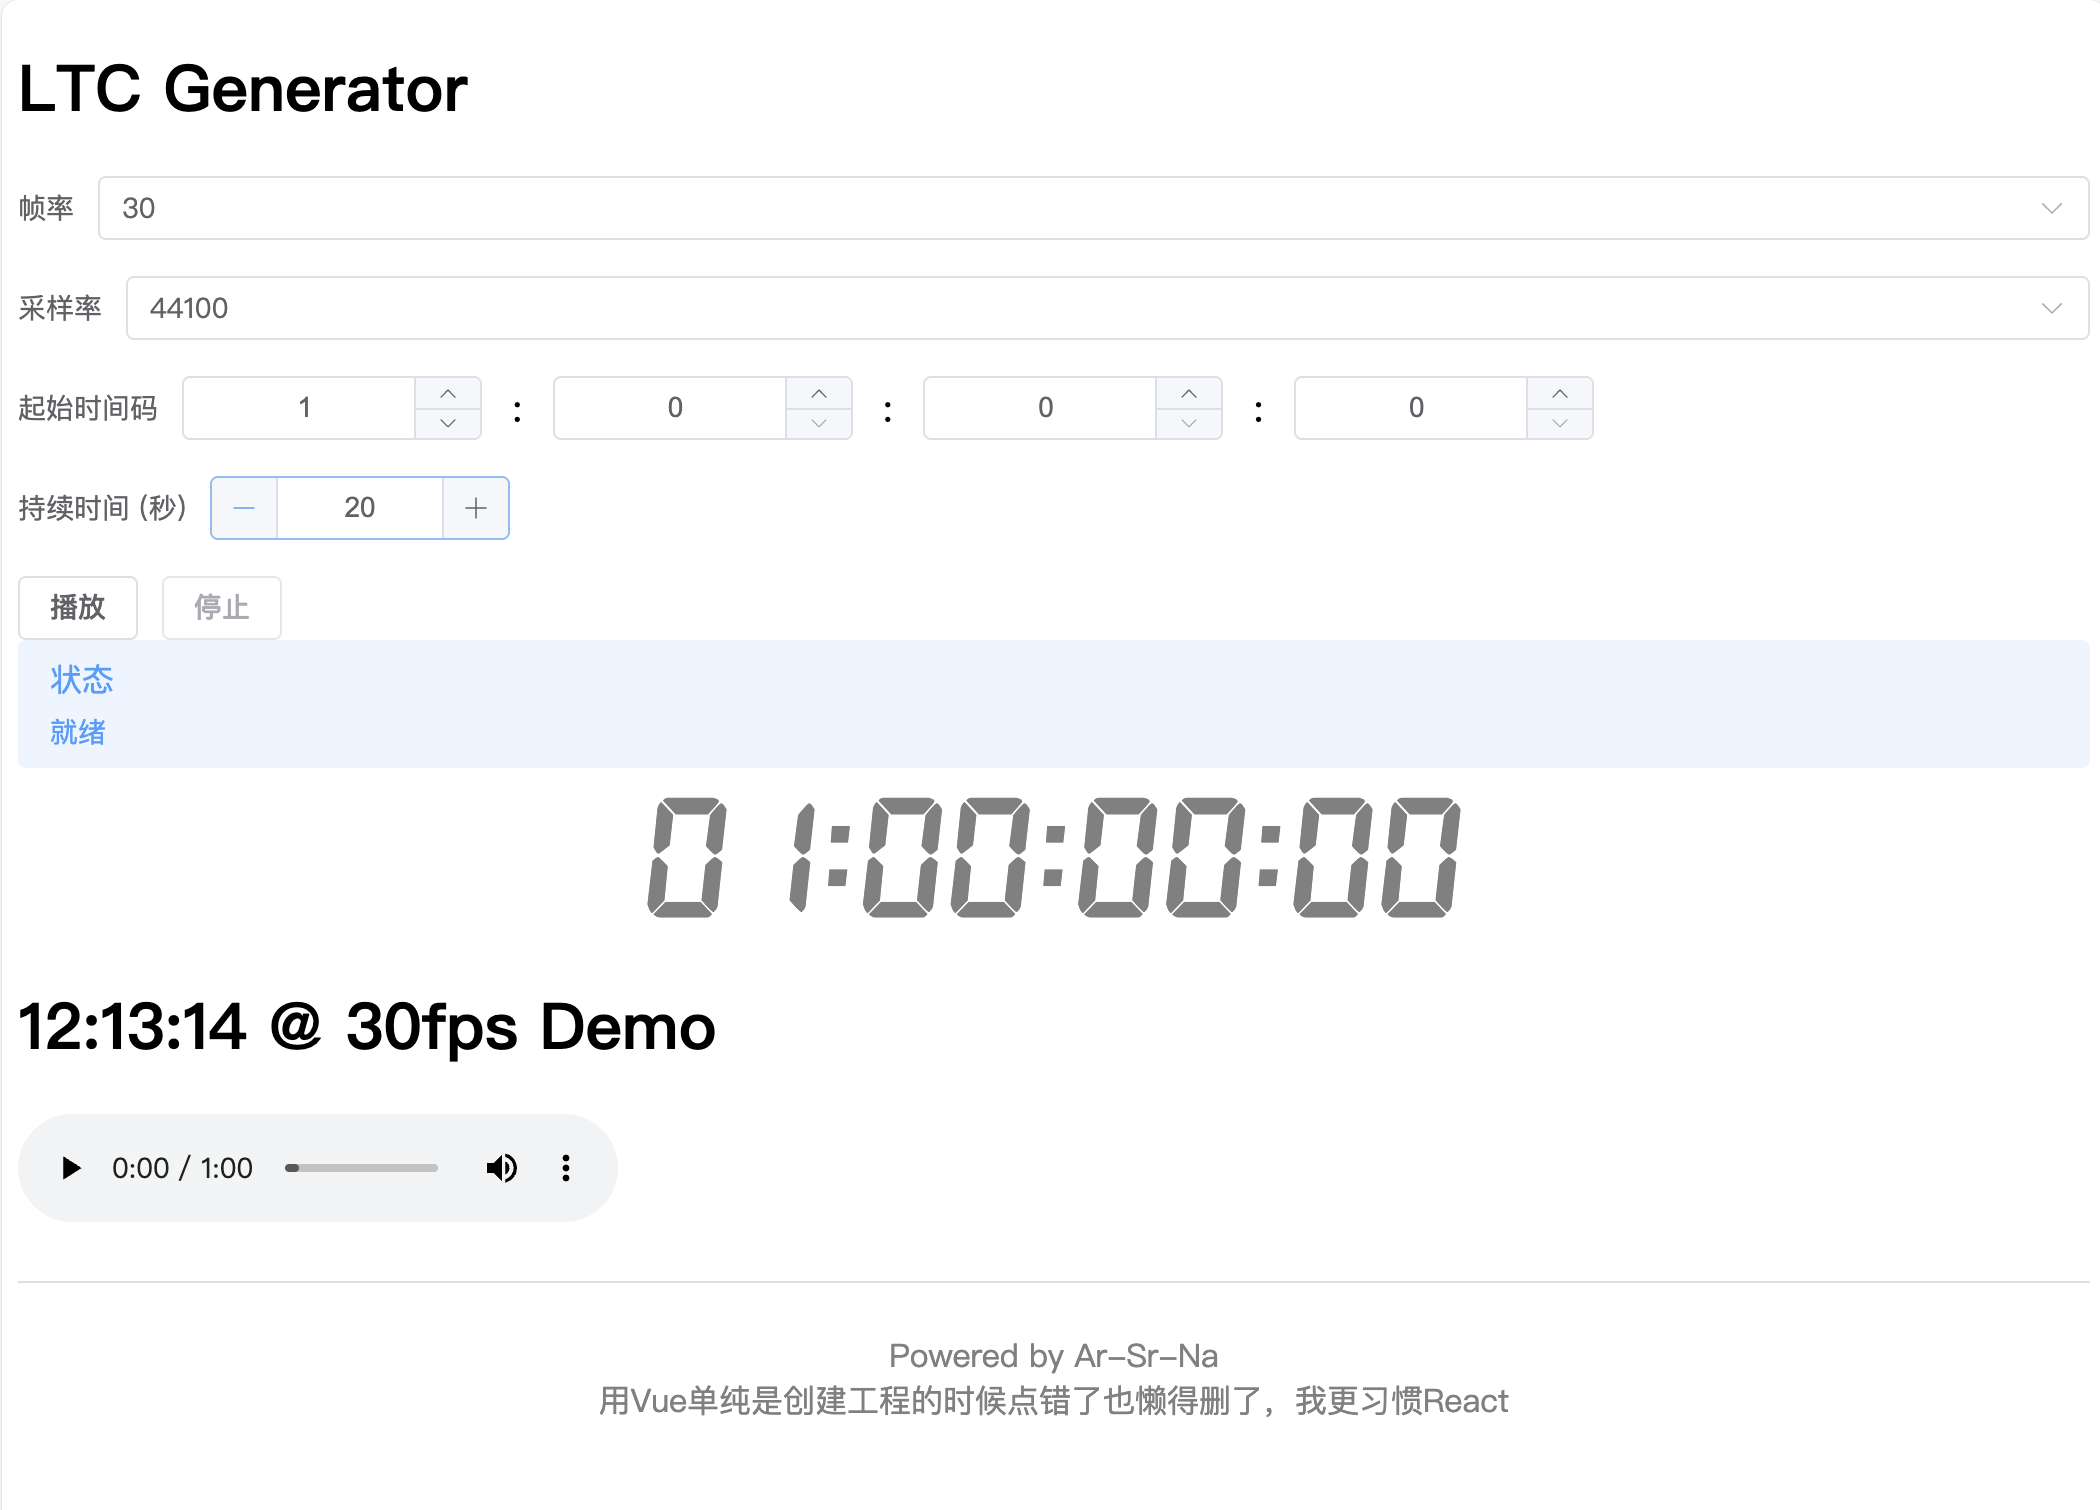 LTC Generator
帧率 30
采样率 44100
起始时间码 1 : 0 : 0 : 0
持续时间 (秒) 20
播放 停止
状态
就绪
01:00:00:00
12:13:14 @ 30fps Demo
0:00 / 1:00
Powered by Ar-Sr-Na
用Vue单纯是创建工程的时候点错了也懒得删了，我更习惯React